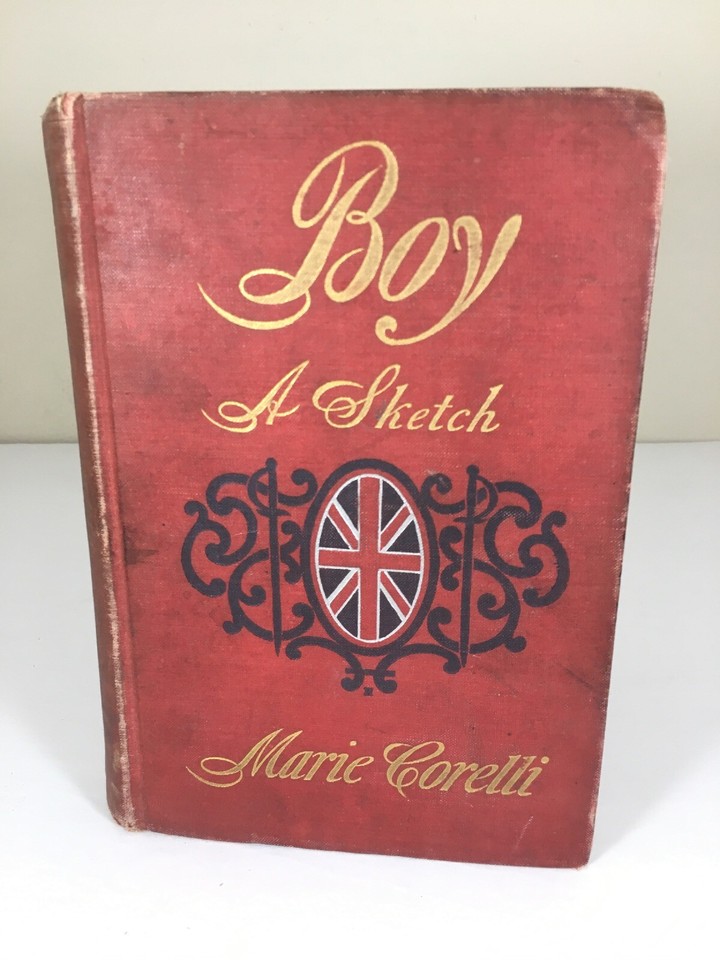 Boy
A Sketch
Marie Corelli